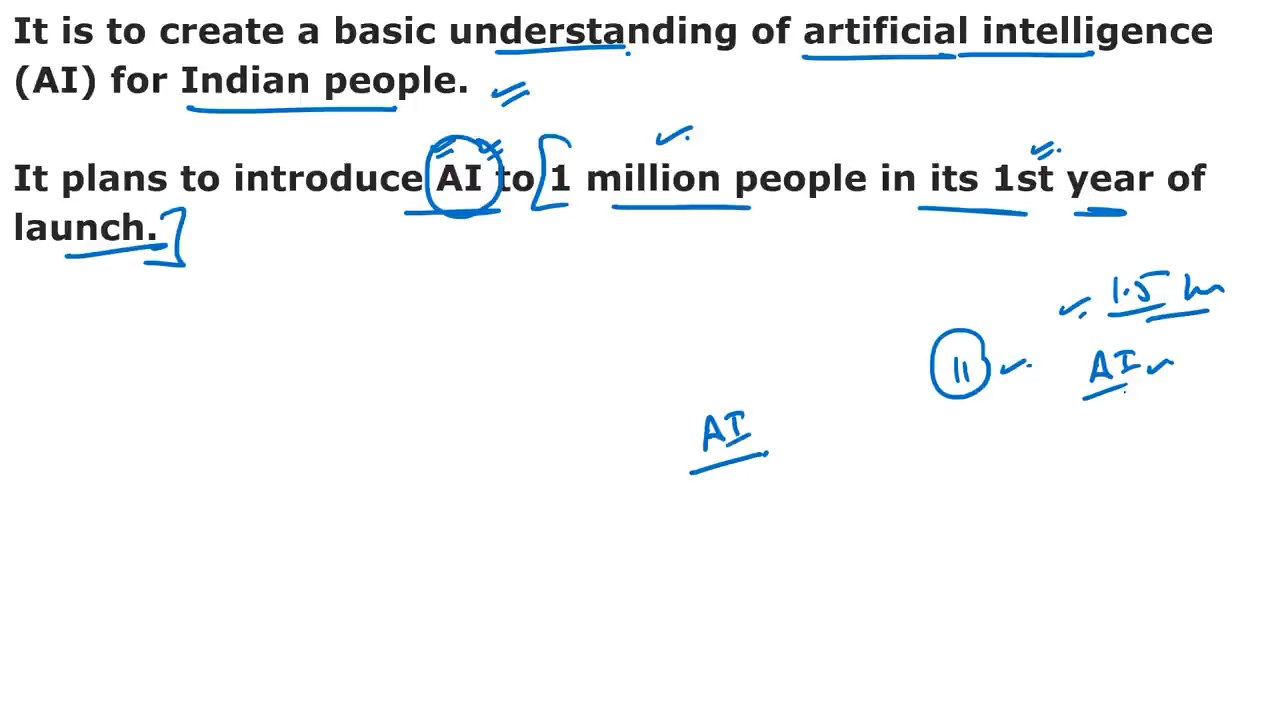 It is to create a basic understanding of artificial intelligence
(AI) for Indian people.
It plans to introduce AI to 1 million people in its 1st year of
launch.
1.5 hr
11 AI
AI